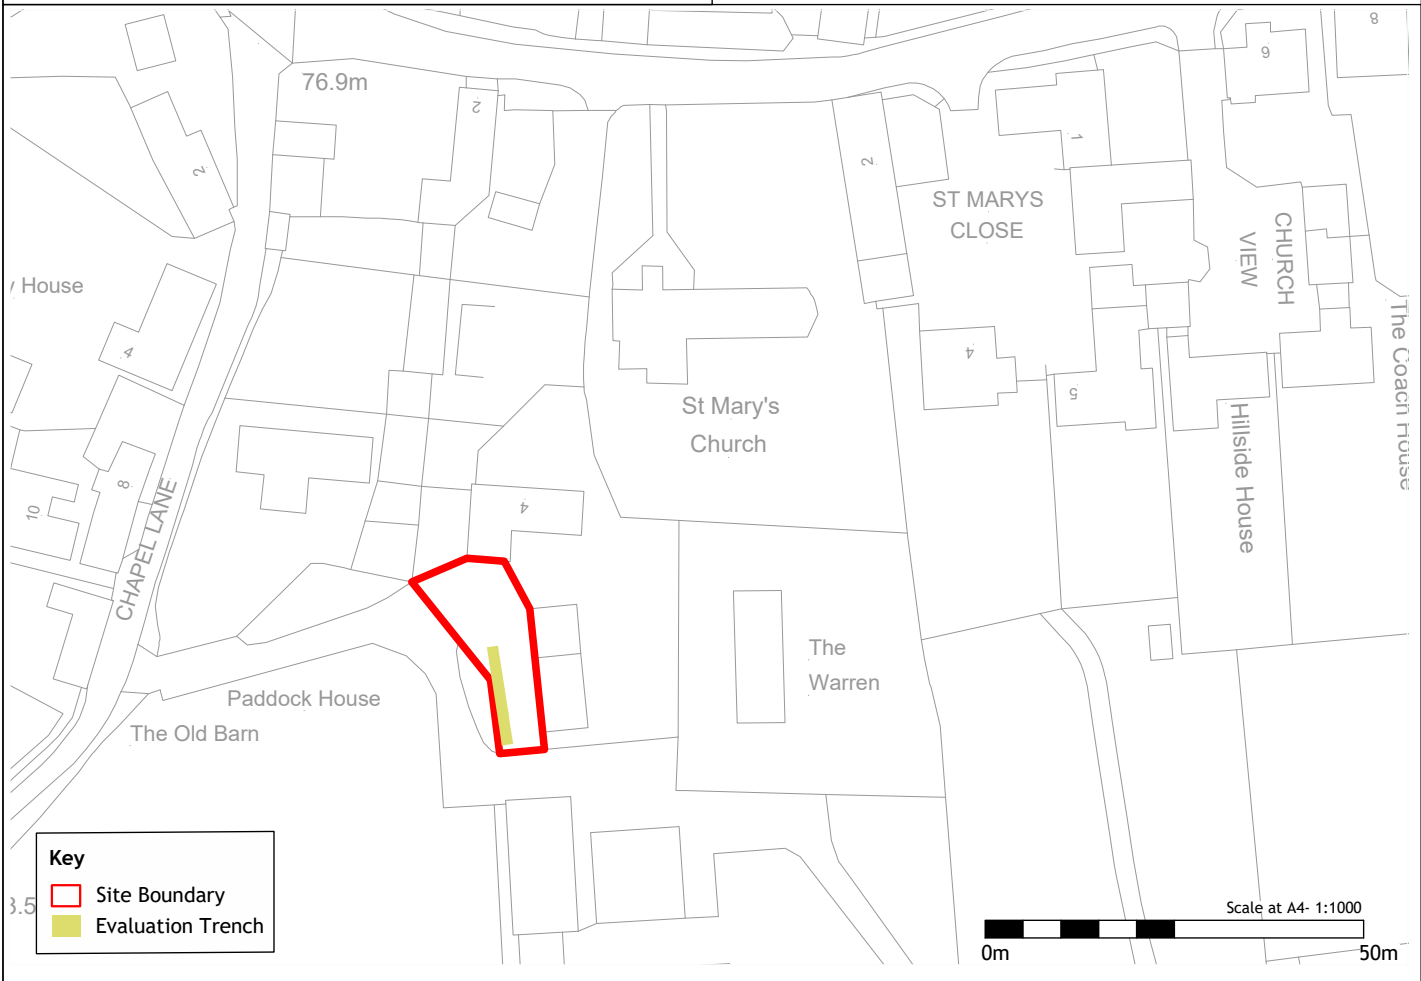 8
6
76.9m
2
1
2
2
ST MARYS
CLOSE
CHURCH
VIEW
House
The Coach House
4
4
St Mary's
Church
5
Hillside House
8
10
CHAPEL LANE
4
The
Warren
Paddock House
The Old Barn
Key
Site Boundary
Evaluation Trench
Scale at A4- 1:1000
0m
50m